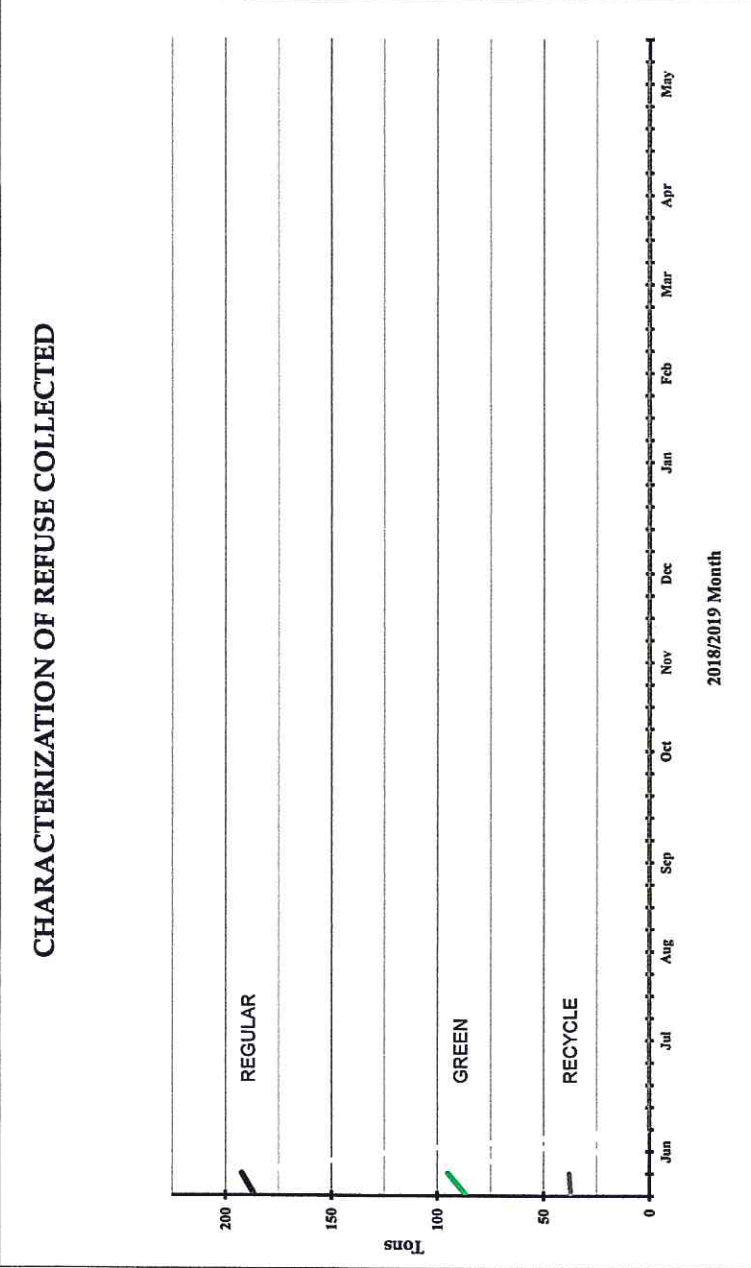 CHARACTERIZATION OF REFUSE COLLECTED
200
150
100
50
0
Tons
REGULAR
GREEN
RECYCLE
Jun
Jul
Aug
Sep
Oct
Nov
Dec
Jan
Feb
Mar
Apr
May
2018/2019 Month